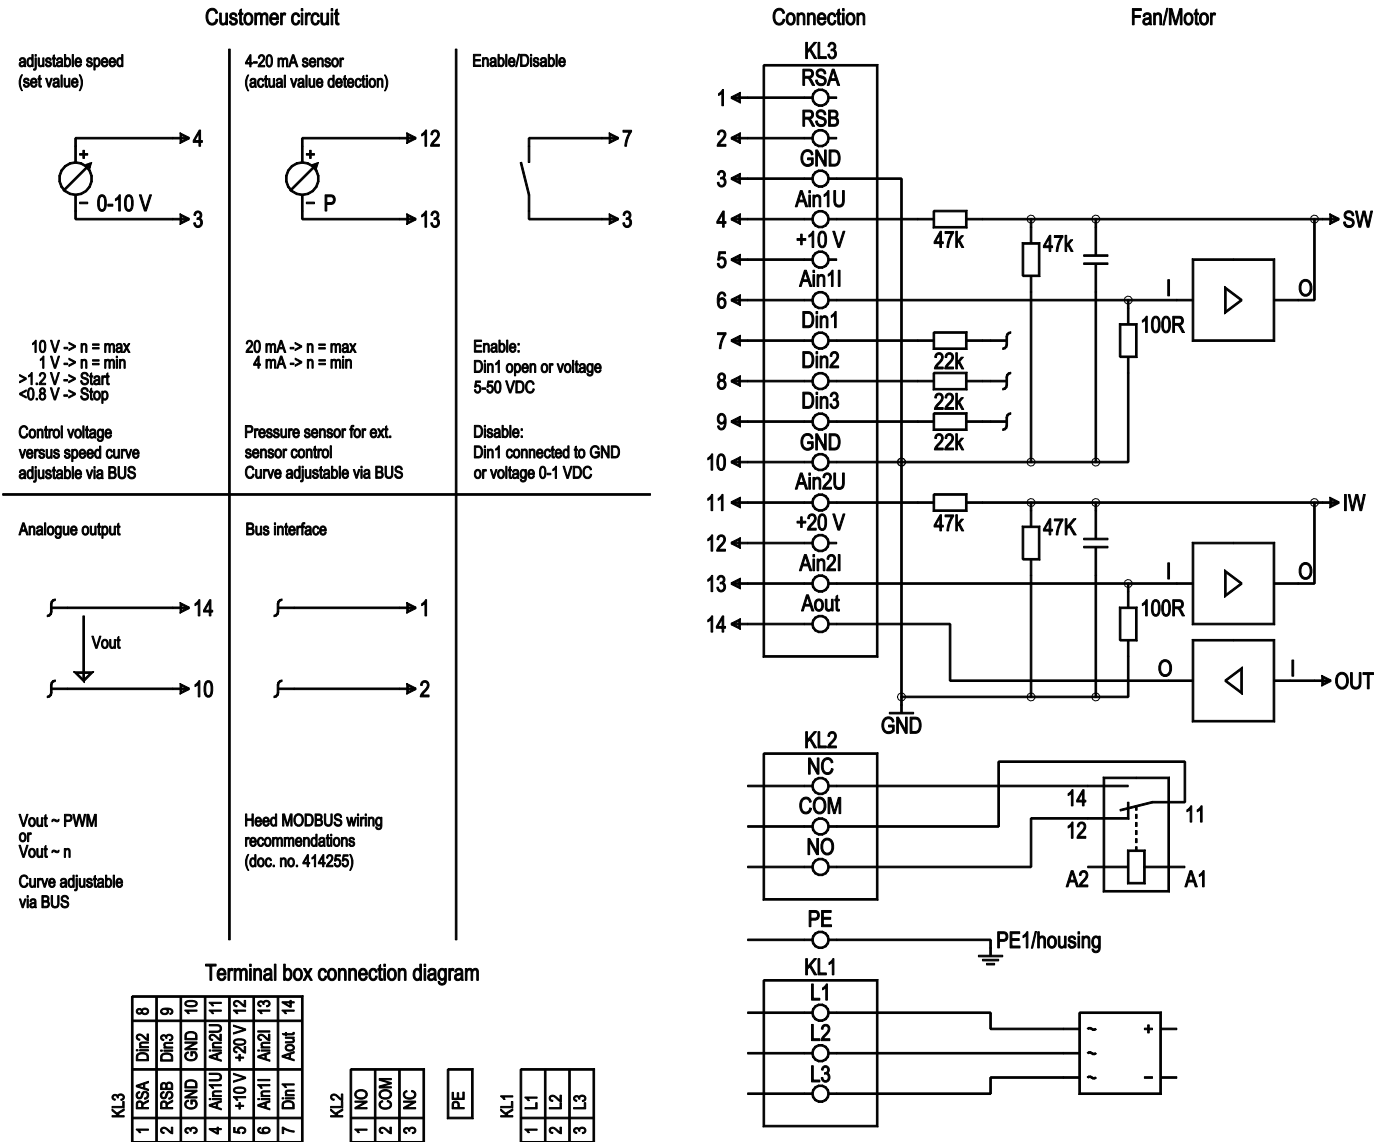 Customer circuit
Connection
Fan/Motor
adjustable speed
(set value)
4
+
0-10 V
−
3
10 V -> n = max
1 V -> n = min
>1.2 V -> Start
<0.8 V -> Stop
Control voltage
versus speed curve
adjustable via BUS
4-20 mA sensor
(actual value detection)
12
+
P
−
13
20 mA -> n = max
4 mA -> n = min
Pressure sensor for ext.
sensor control
Curve adjustable via BUS
Enable/Disable
7
3
Enable:
Din1 open or voltage
5-50 VDC
Disable:
Din1 connected to GND
or voltage 0-1 VDC
Analogue output
14
Vout
10
Vout ~ PWM
or
Vout ~ n
Curve adjustable
via BUS
Bus interface
1
2
Heed MODBUS wiring
recommendations
(doc. no. 414255)
KL3
RSA
1
RSB
2
GND
3
Ain1U
4
47k
47k
SW
+10 V
5
Ain1I
6
I
O
100R
Din1
7
22k
Din2
8
22k
Din3
9
22k
GND
10
Ain2U
11
47k
47K
IW
+20 V
12
Ain2I
13
I
O
100R
Aout
14
O
I
OUT
GND
KL2
NC
14
COM
11
12
NO
A2
A1
PE
PE1/housing
KL1
L1
~
+
L2
~
L3
~
−
Terminal box connection diagram
KL3
8 Din2
9 Din3
10 GND
11 Ain2U
12 +20 V
13 Ain2I
14 Aout
1 RSA
2 RSB
3 GND
4 Ain1U
5 +10 V
6 Ain1I
7 Din1
KL2
1 NO
2 COM
3 NC
PE
KL1
1 L1
2 L2
3 L3